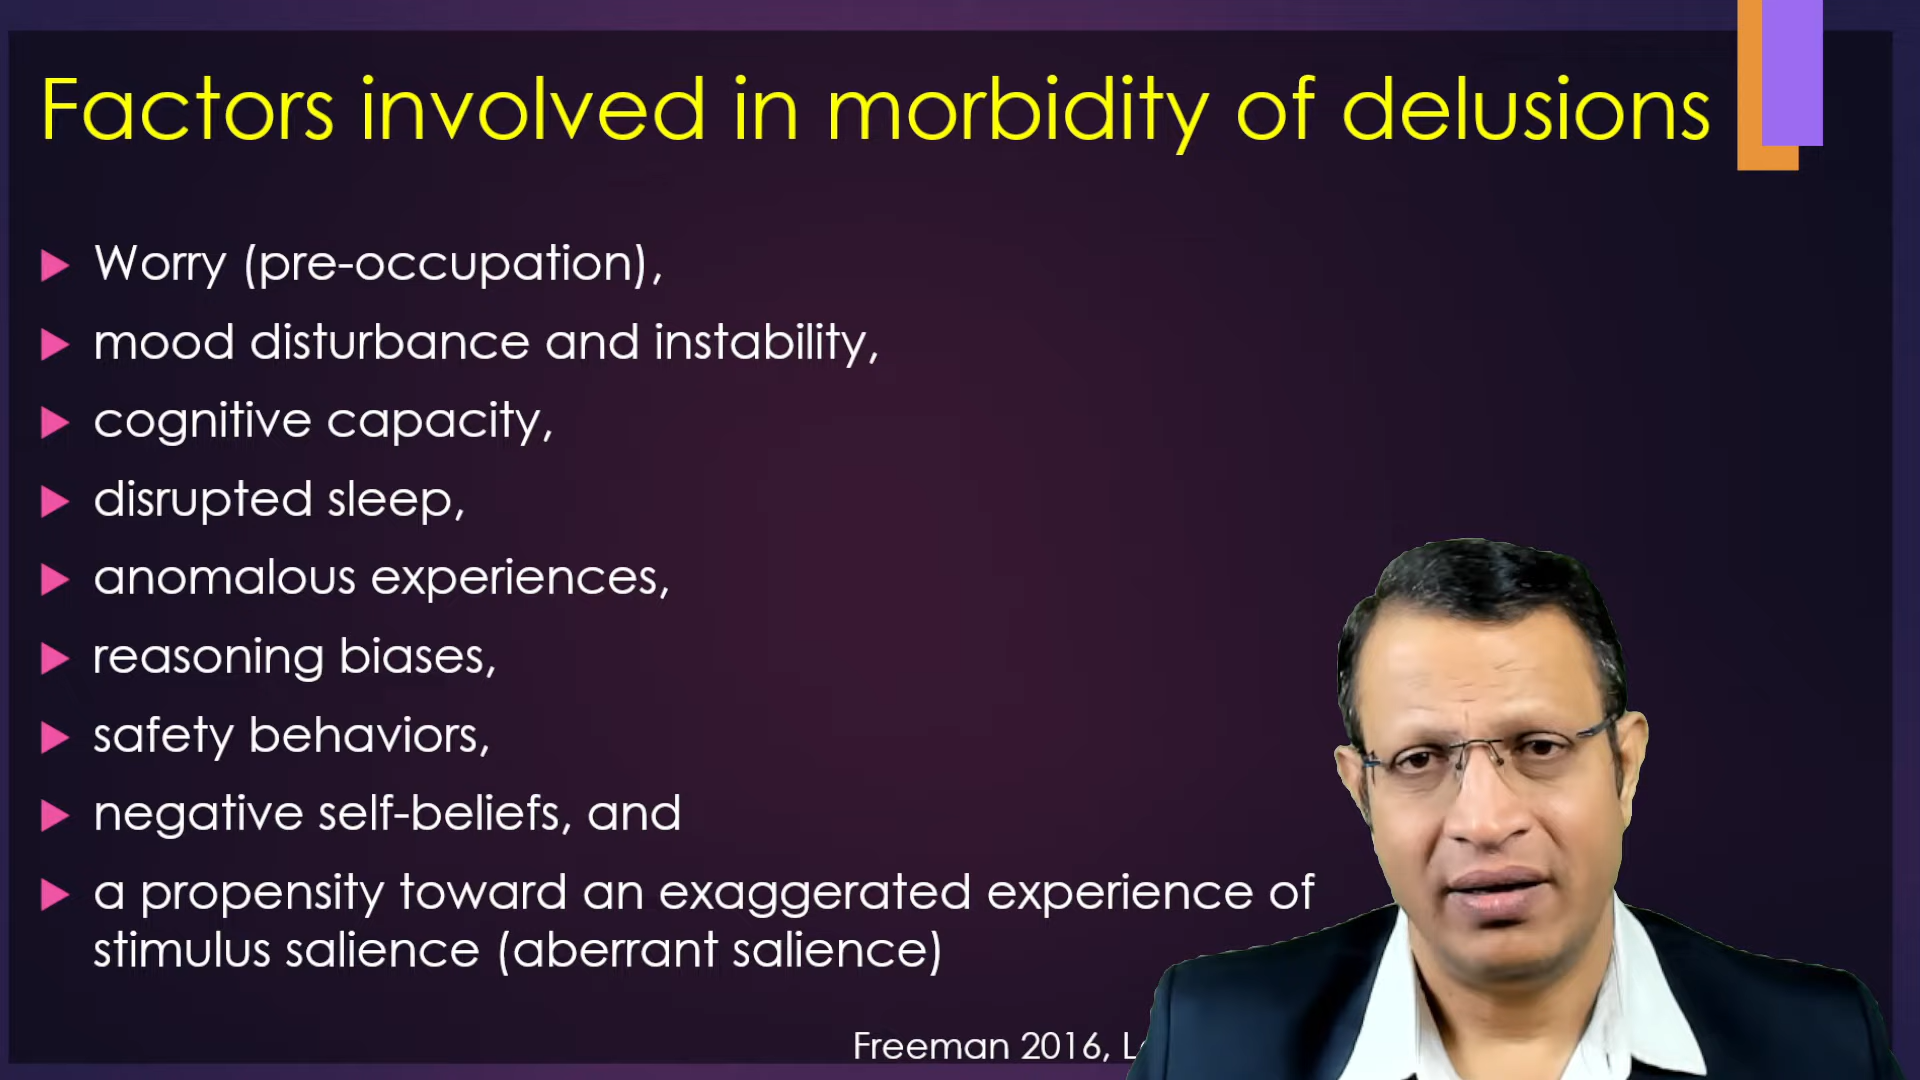 Factors involved in morbidity of delusions
Worry (pre-occupation),
mood disturbance and instability,
cognitive capacity,
disrupted sleep,
anomalous experiences,
reasoning biases,
safety behaviors,
negative self-beliefs, and
a propensity toward an exaggerated experience of
stimulus salience (aberrant salience)
Freeman 2016,